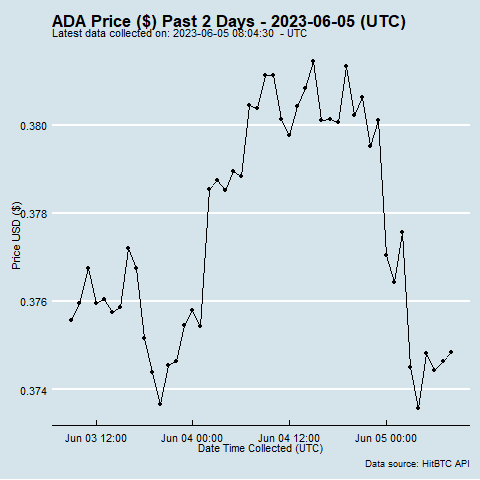 ADA Price ($) Past 2 Days - 2023-06-05 (UTC)
Latest data collected on: 2023-06-05 08:04:30 - UTC
0.380
0.378
0.376
0.374
Price USD ($)
Jun 03 12:00
Jun 04 00:00
Jun 04 12:00
Jun 05 00:00
Date Time Collected (UTC)
Data source: HitBTC API